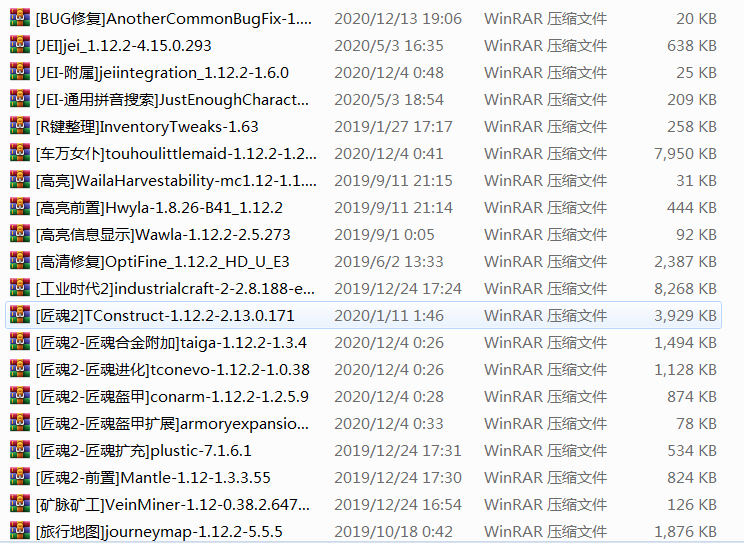 [BUG修复]AnotherCommonBugFix-1.... 2020/12/13 19:06 WinRAR 压缩文件 20 KB
[JEI]jei_1.12.2-4.15.0.293 2020/5/3 16:35 WinRAR 压缩文件 638 KB
[JEI-附属]jeiintegration_1.12.2-1.6.0 2020/12/4 0:48 WinRAR 压缩文件 25 KB
[JEI-通用拼音搜索]JustEnoughCharact... 2020/5/3 18:54 WinRAR 压缩文件 209 KB
[R键整理]InventoryTweaks-1.63 2019/1/27 17:17 WinRAR 压缩文件 258 KB
[车万女仆]touhoulittlemaid-1.12.2-1.2... 2020/12/4 0:41 WinRAR 压缩文件 7,950 KB
[高亮]WailaHarvestability-mc1.12-1.1.... 2019/9/11 21:15 WinRAR 压缩文件 31 KB
[高亮前置]Hwyla-1.8.26-B41_1.12.2 2019/9/11 21:14 WinRAR 压缩文件 444 KB
[高亮信息显示]Wawla-1.12.2-2.5.273 2019/9/1 0:05 WinRAR 压缩文件 92 KB
[高清修复]OptiFine_1.12.2_HD_U_E3 2019/6/2 13:33 WinRAR 压缩文件 2,387 KB
[工业时代2]industrialcraft-2-2.8.188-e... 2019/12/24 17:24 WinRAR 压缩文件 8,268 KB
[匠魂2]TConstruct-1.12.2-2.13.0.171 2020/1/11 1:46 WinRAR 压缩文件 3,929 KB
[匠魂2-匠魂合金附加]taiga-1.12.2-1.3.4 2020/12/4 0:26 WinRAR 压缩文件 1,494 KB
[匠魂2-匠魂进化]tconevo-1.12.2-1.0.38 2020/12/4 0:26 WinRAR 压缩文件 1,128 KB
[匠魂2-匠魂盔甲]conarm-1.12.2-1.2.5.9 2020/12/4 0:28 WinRAR 压缩文件 874 KB
[匠魂2-匠魂盔甲扩展]armoryexpansio... 2020/12/4 0:33 WinRAR 压缩文件 78 KB
[匠魂2-匠魂扩充]plustic-7.1.6.1 2019/12/24 17:31 WinRAR 压缩文件 534 KB
[匠魂2-前置]Mantle-1.12-1.3.3.55 2019/12/24 17:30 WinRAR 压缩文件 824 KB
[矿脉矿工]VeinMiner-1.12-0.38.2.647... 2019/12/24 16:54 WinRAR 压缩文件 126 KB
[旅行地图]journeymap-1.12.2-5.5.5 2019/10/18 0:42 WinRAR 压缩文件 1,876 KB